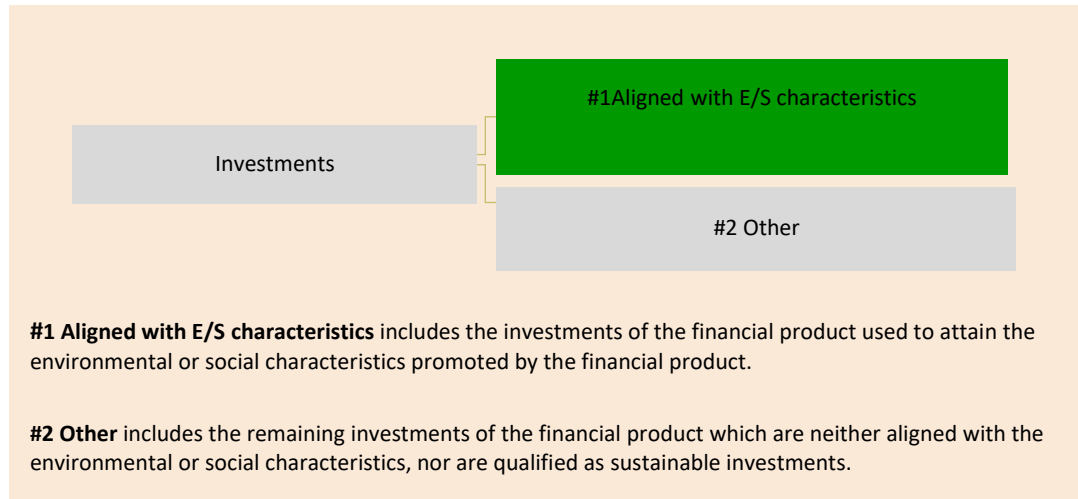 #1Aligned with E/S characteristics
Investments
#2 Other
#1 Aligned with E/S characteristics includes the investments of the financial product used to attain the
environmental or social characteristics promoted by the financial product.
#2 Other includes the remaining investments of the financial product which are neither aligned with the
environmental or social characteristics, nor are qualified as sustainable investments.